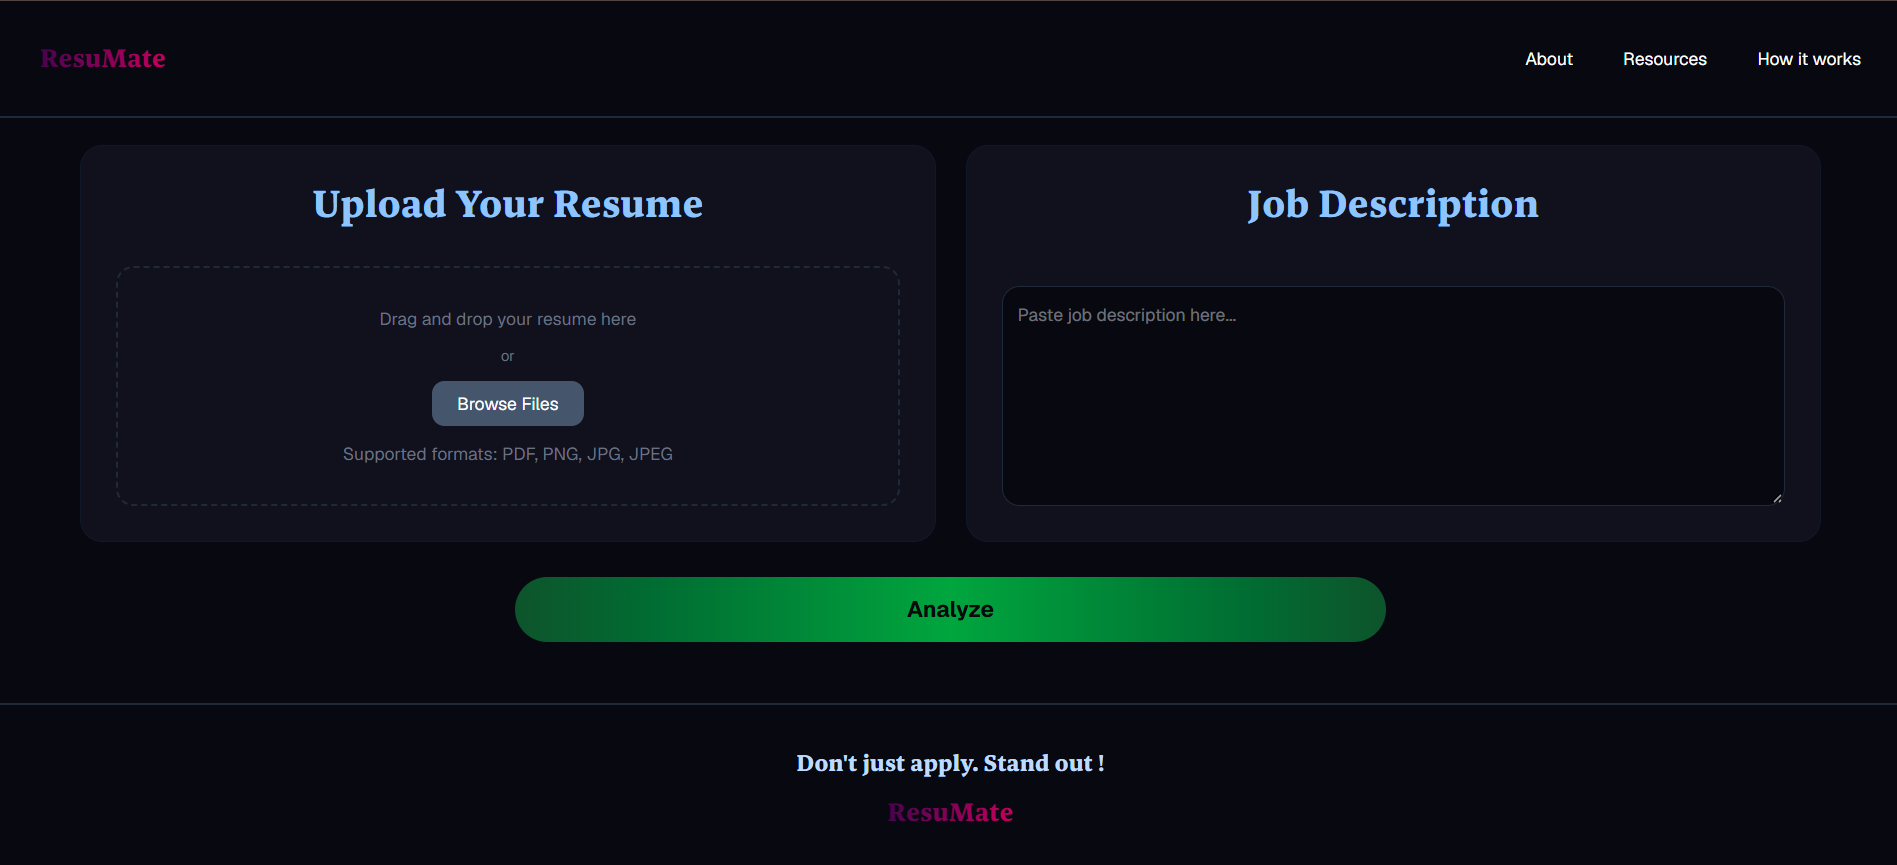 ResuMate
About
Resources
How it works
Upload Your Resume
Drag and drop your resume here
or
Browse Files
Supported formats: PDF, PNG, JPG, JPEG
Job Description
Paste job description here...
Analyze
Don't just apply. Stand out !
ResuMate